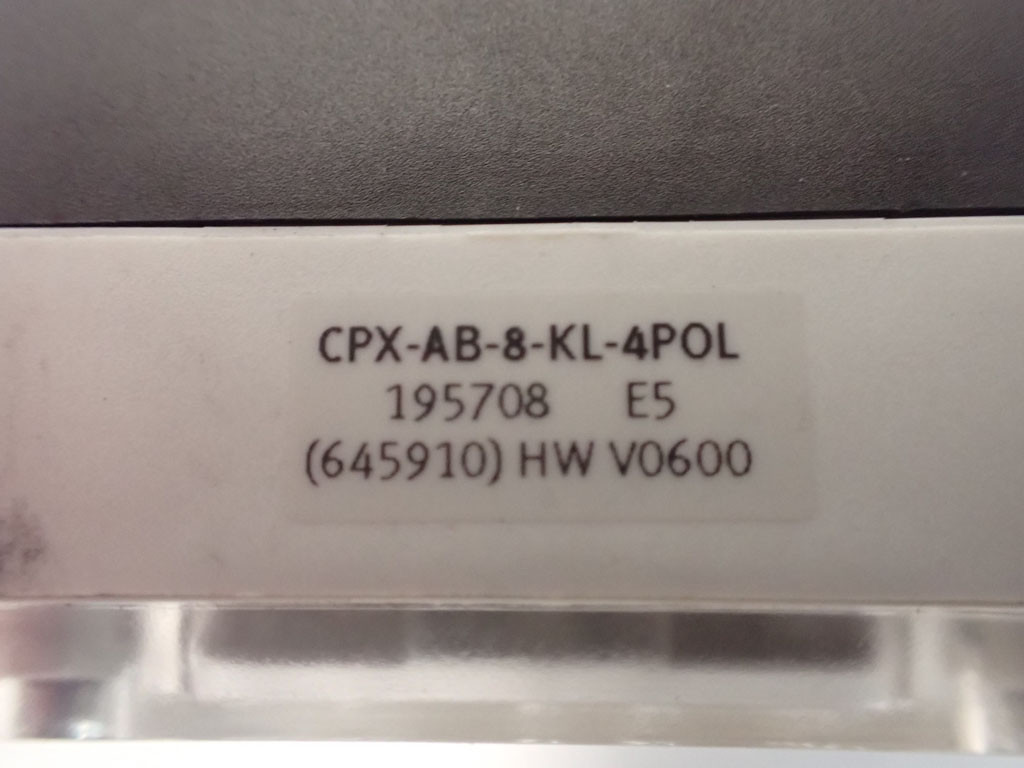 CPX-AB-8-KL-4POL
195708 E5
(645910) HW V0600